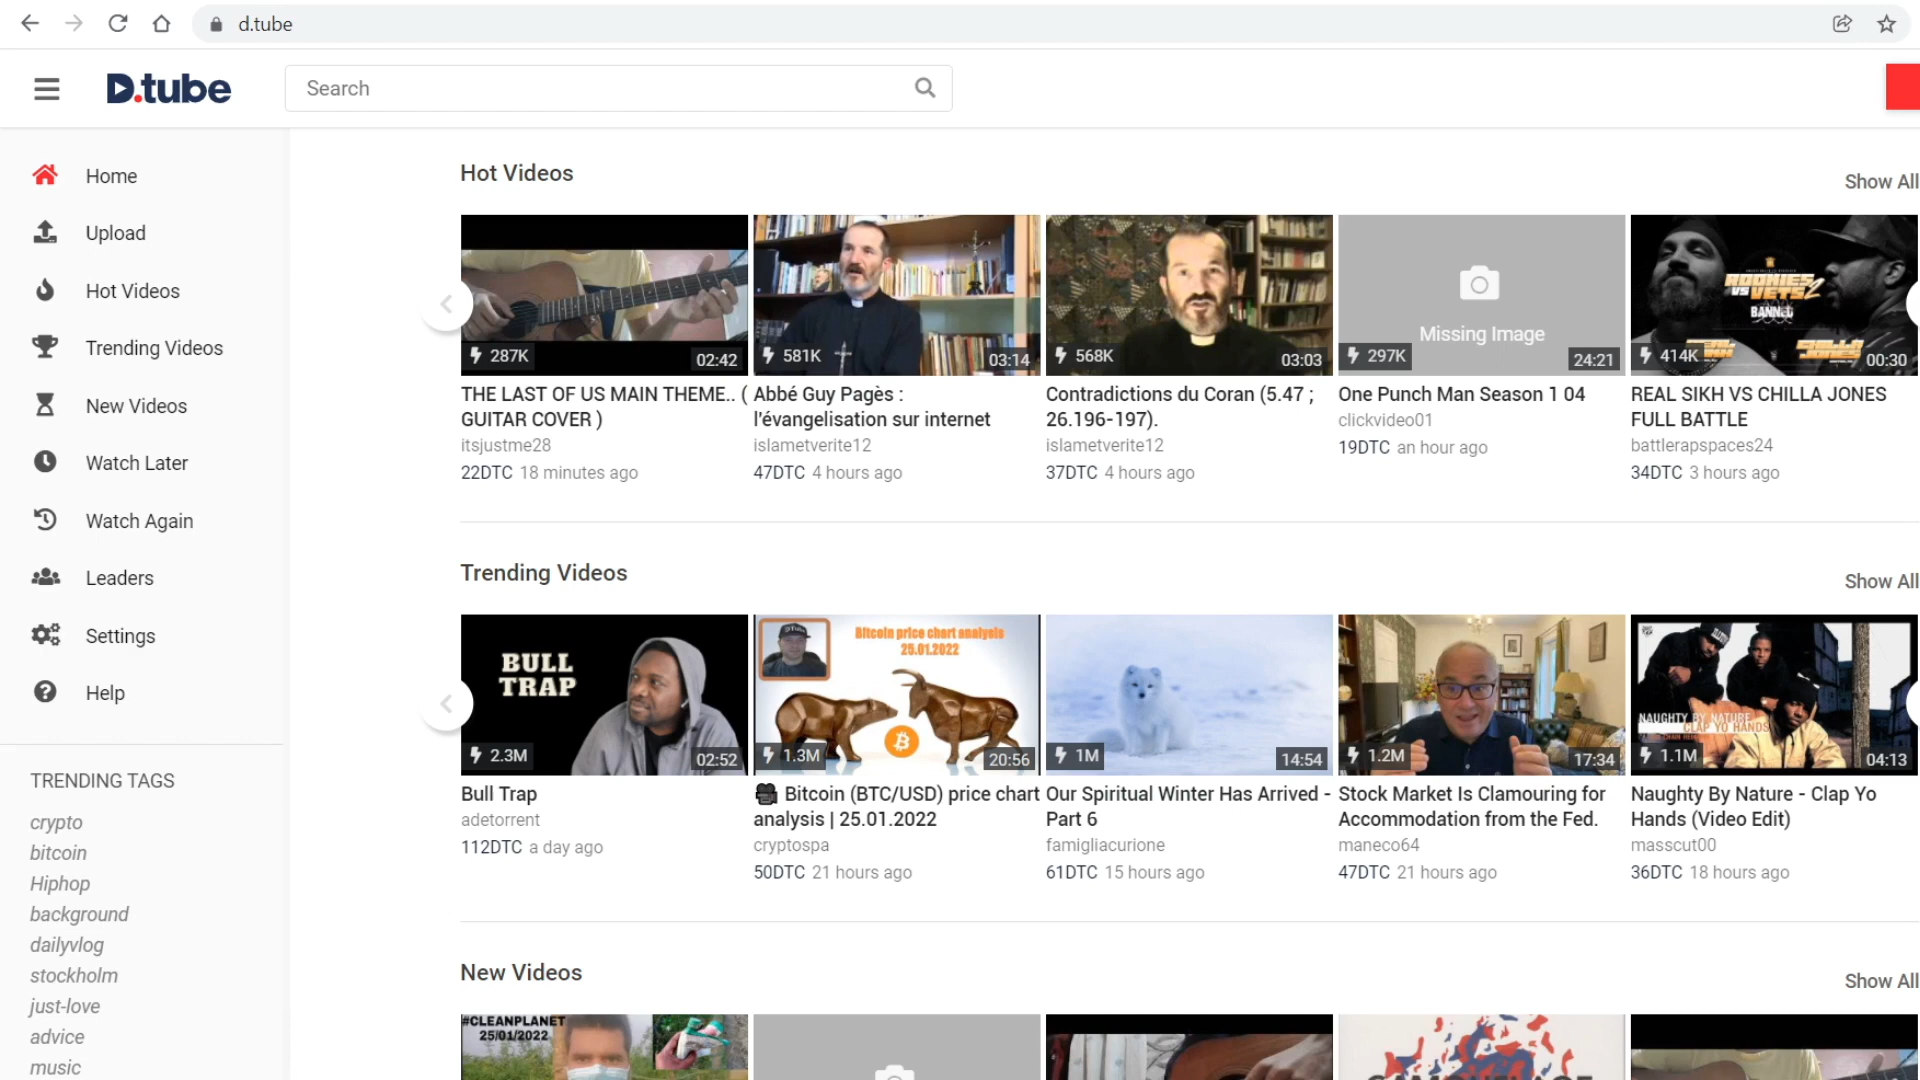 d.tube
D.tube
Search
Home
Upload
Hot Videos
Trending Videos
New Videos
Watch Later
Watch Again
Leaders
Settings
Help
TRENDING TAGS
crypto
bitcoin
Hiphop
background
dailyvlog
stockholm
just-love
advice
music
Hot Videos
Show All
287K
02:42
THE LAST OF US MAIN THEME.. (
GUITAR COVER )
itsjustme28
22DTC 18 minutes ago
581K
03:14
Abbé Guy Pagès :
l'évangelisation sur internet
islametverite12
47DTC 4 hours ago
568K
03:03
Contradictions du Coran (5.47 ;
26.196-197).
islametverite12
37DTC 4 hours ago
Missing Image
297K
24:21
One Punch Man Season 1 04
clickvideo01
19DTC an hour ago
ROOKIES
VS VETS 2
BANNED
414K
00:30
REAL SIKH VS CHILLA JONES
FULL BATTLE
battlerapspaces24
34DTC 3 hours ago
Trending Videos
Show All
BULL
TRAP
2.3M
02:52
Bull Trap
adetorrent
112DTC a day ago
Bitcoin price chart analysis
25.01.2022
1.3M
20:56
Bitcoin (BTC/USD) price chart
analysis | 25.01.2022
cryptospa
50DTC 21 hours ago
1M
14:54
Our Spiritual Winter Has Arrived -
Part 6
famigliacurione
61DTC 15 hours ago
1.2M
17:34
Stock Market Is Clamouring for
Accommodation from the Fed.
maneco64
47DTC 21 hours ago
NAUGHTY BY NATURE
CLAP YO HANDS
1.1M
04:13
Naughty By Nature - Clap Yo
Hands (Video Edit)
masscut00
36DTC 18 hours ago
New Videos
Show All
#CLEANPLANET
25/01/2022